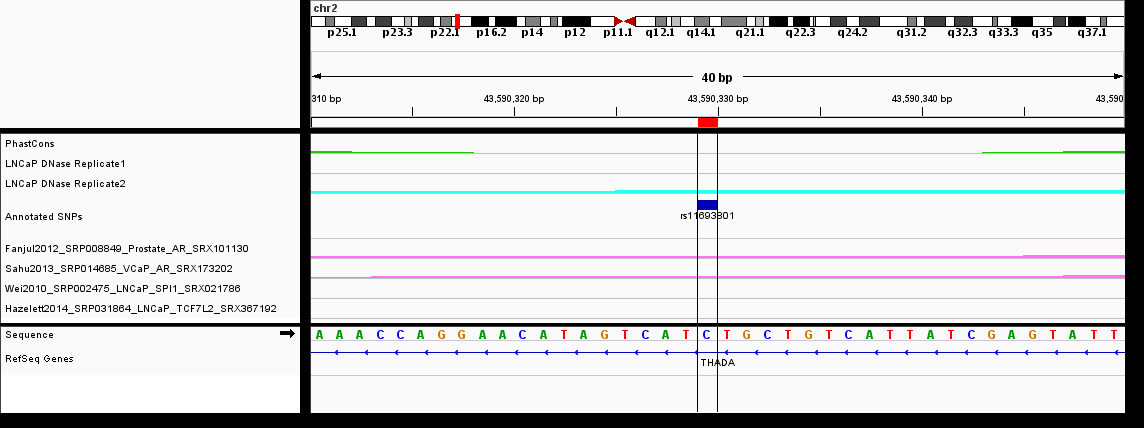 chr2
p25.1 p23.3 p22.1 p16.2 p14 p12 p11.1 q12.1 q14.1 q21.1 q22.3 q24.2 q31.2 q32.3 q33.3 q35 q37.1
40 bp
310 bp 43,590,320 bp 43,590,330 bp 43,590,340 bp 43,590
PhastCons
LNCaP DNase Replicate1
LNCaP DNase Replicate2
Annotated SNPs
rs11693801
Fanjul2012_SRP008849_Prostate_AR_SRX101130
Sahu2013_SRP014685_VCaP_AR_SRX173202
Wei2010_SRP002475_LNCaP_SPI1_SRX021786
Hazelett2014_SRP031864_LNCaP_TCF7L2_SRX367192
Sequence A A A C C A G G A A C A T A G T C A T C T G C T G T C A T T A T C G A G T A T T
RefSeq Genes
THADA